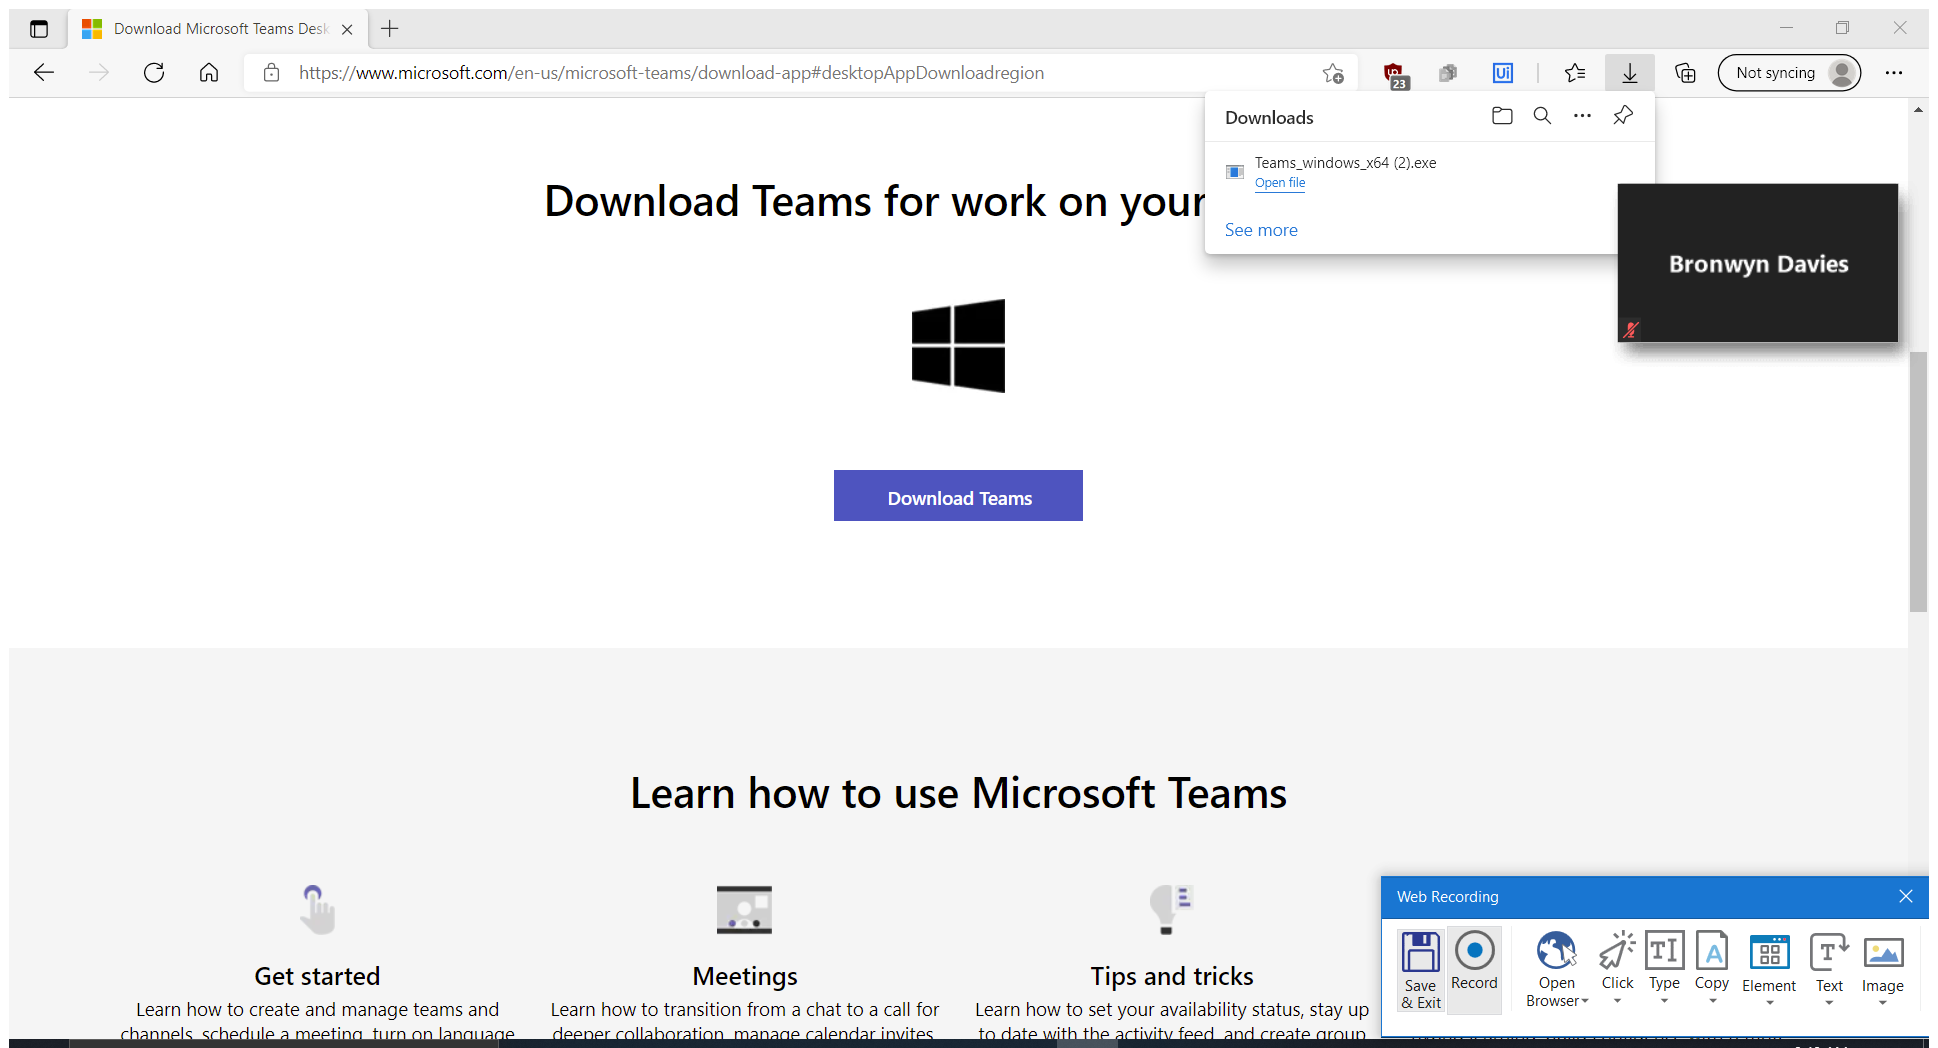 Download Microsoft Teams Desk
https://www.microsoft.com/en-us/microsoft-teams/download-app#desktopAppDownloadregion
23
Ui
Not syncing
Downloads
Teams_windows_x64 (2).exe
Open file
See more
Download Teams for work on your
Bronwyn Davies
Download Teams
Learn how to use Microsoft Teams
Get started
Learn how to create and manage teams and
channels, schedule a meeting, turn on language
Meetings
Learn how to transition from a chat to a call for
deeper collaboration, manage calendar invites,
Tips and tricks
Learn how to set your availability status, stay up
to date with the activity feed, and create group
Web Recording
Save
& Exit
Record
Open
Browser
Click
Type
Copy
Element
Text
Image